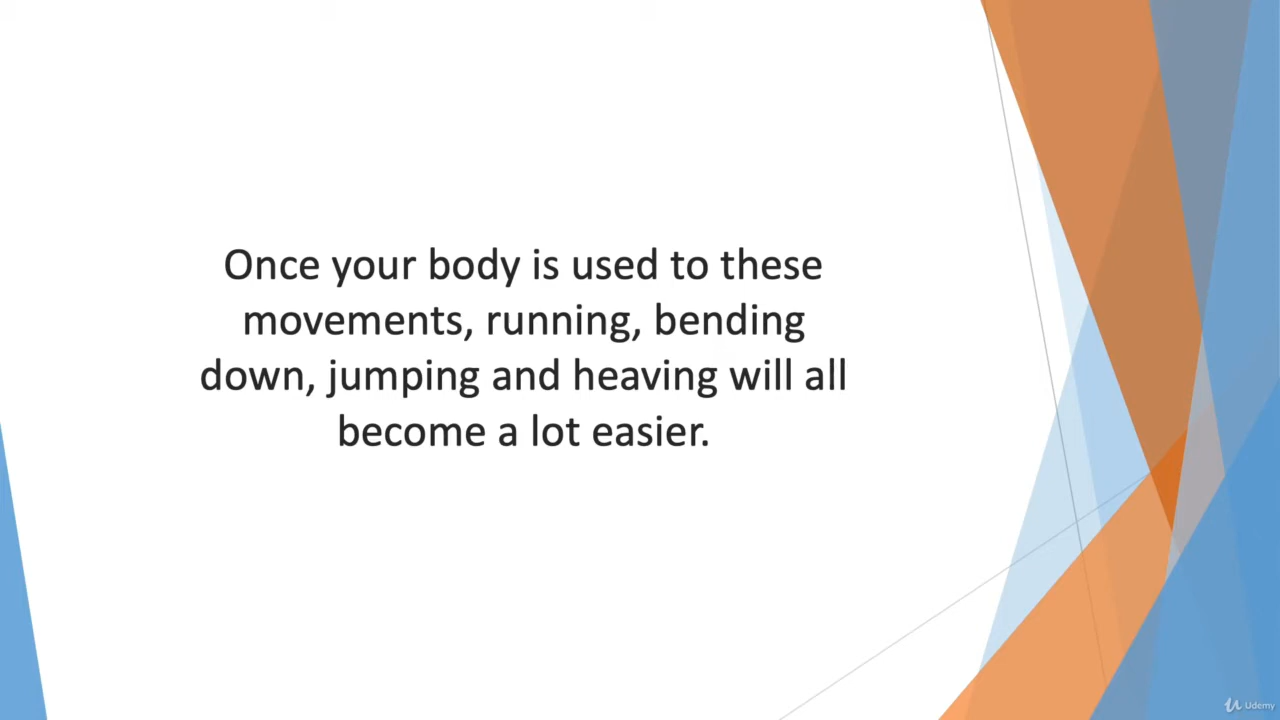 Once your body is used to these
movements, running, bending
down, jumping and heaving will all
become a lot easier.
Udemy